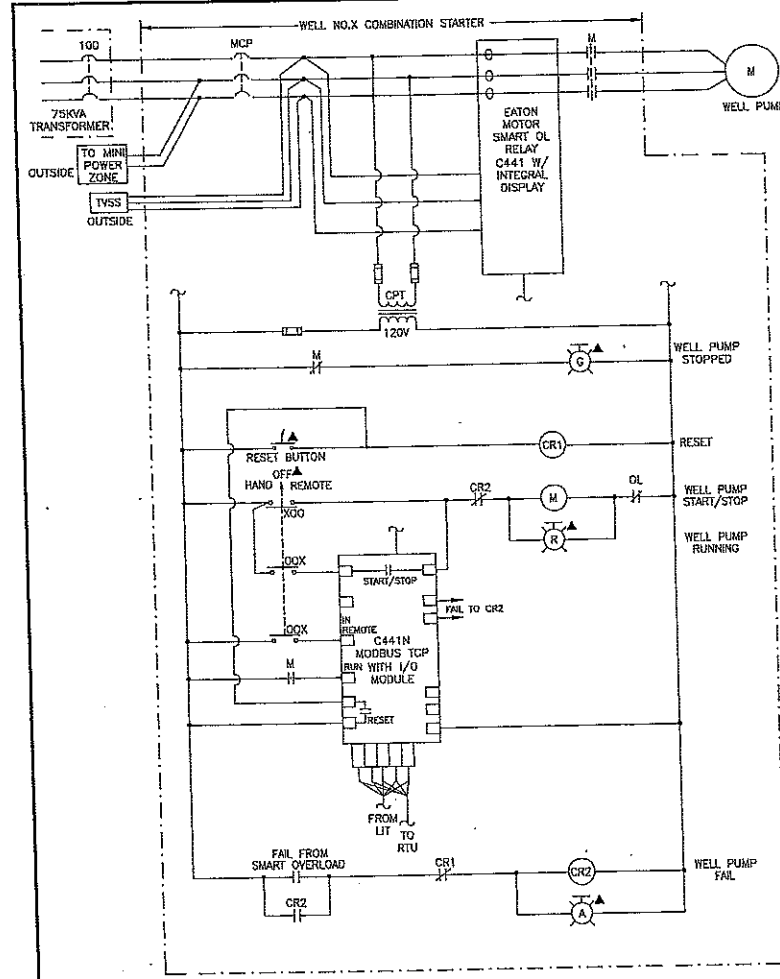 WELL NO.X COMBINATION STARTER
100
MCP
M
M
WELL PUMP
75KVA
TRANSFORMER
OUTSIDE
TO MINI
POWER
ZONE
TVSS
OUTSIDE
EATON
MOTOR
SMART OL
RELAY
C441 W/
INTEGRAL
DISPLAY
CPT
120V
M
G
WELL PUMP
STOPPED
RESET BUTTON
CR1
RESET
OFF
HAND
REMOTE
XOO
CR2
M
OL
WELL PUMP
START/STOP
R
WELL PUMP
RUNNING
OOX
START/STOP
FAIL TO CR2
OOX
IN
REMOTE
C441N
MODBUS TCP
WITH I/O
MODULE
M
RUN
RESET
FROM
LIT
TO
RTU
FAIL FROM
SMART OVERLOAD
CR1
CR2
WELL PUMP
FAIL
CR2
A